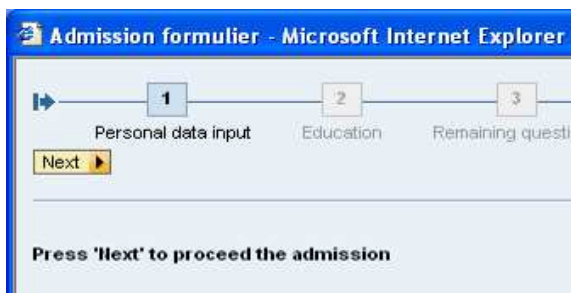 Admission formulier - Microsoft Internet Explorer
1 2 3
Personal data input Education Remaining questi
Next
Press 'Next' to proceed the admission